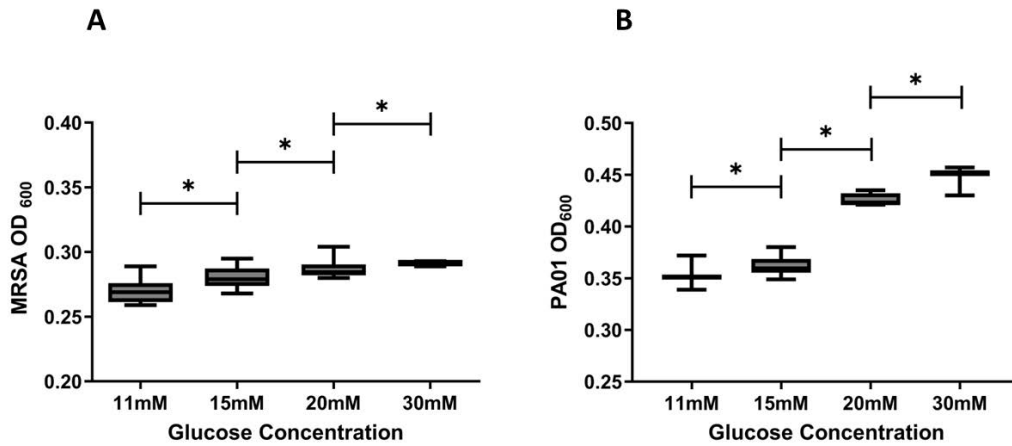 A
MRSA OD 600
0.40
0.35
0.30
0.25
0.20
*
*
*
11mM 15mM 20mM 30mM
Glucose Concentration
B
PA01 OD600
0.50
0.45
0.40
0.35
0.30
0.25
*
*
*
11mM 15mM 20mM 30mM
Glucose Concentration